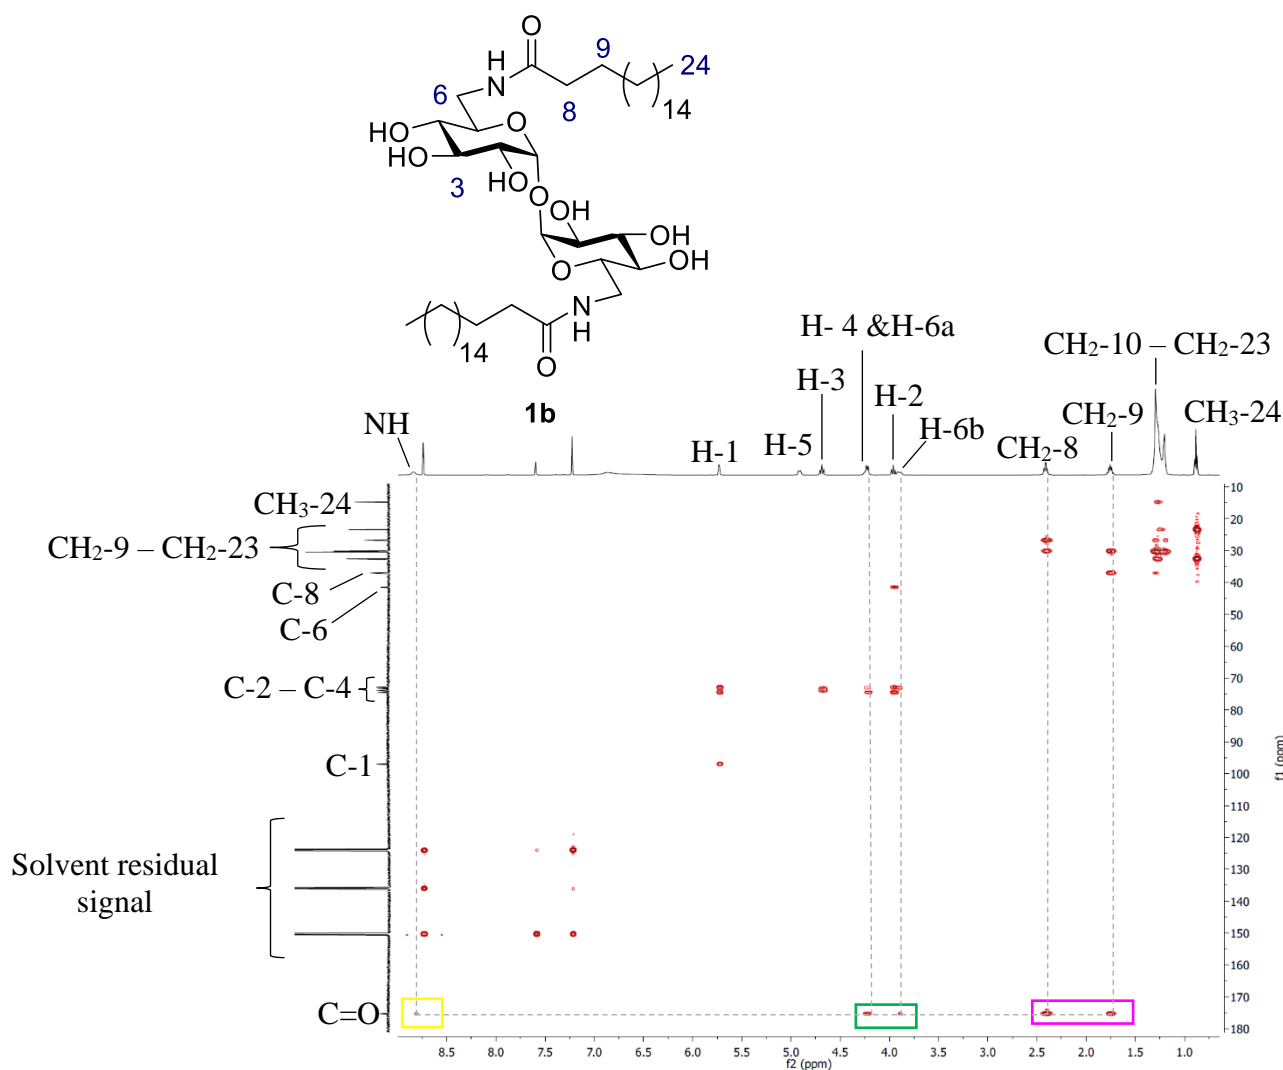 O
H
N
9
24
14
6
8
O
HO
HO
3
OH
O
OH
OH
OH
O
N
H
14
O
1b
H- 4 &H-6a
CH₂-10 – CH₂-23
H-3
H-2
CH₂-9
CH₃-24
NH
H-1
H-5
H-6b
CH₂-8
CH₃-24
CH₂-9 – CH₂-23
C-8
C-6
C-2 – C-4
C-1
Solvent residual
signal
C=O
10
20
30
40
50
60
70
80
90
100
110
120
130
140
150
160
170
180
f1 (ppm)
8.5 7.5 7.0 6.5 6.0 5.5 5.0 4.5 4.0 3.5 3.0 2.5 2.0 1.5 1.0
f2 (ppm)